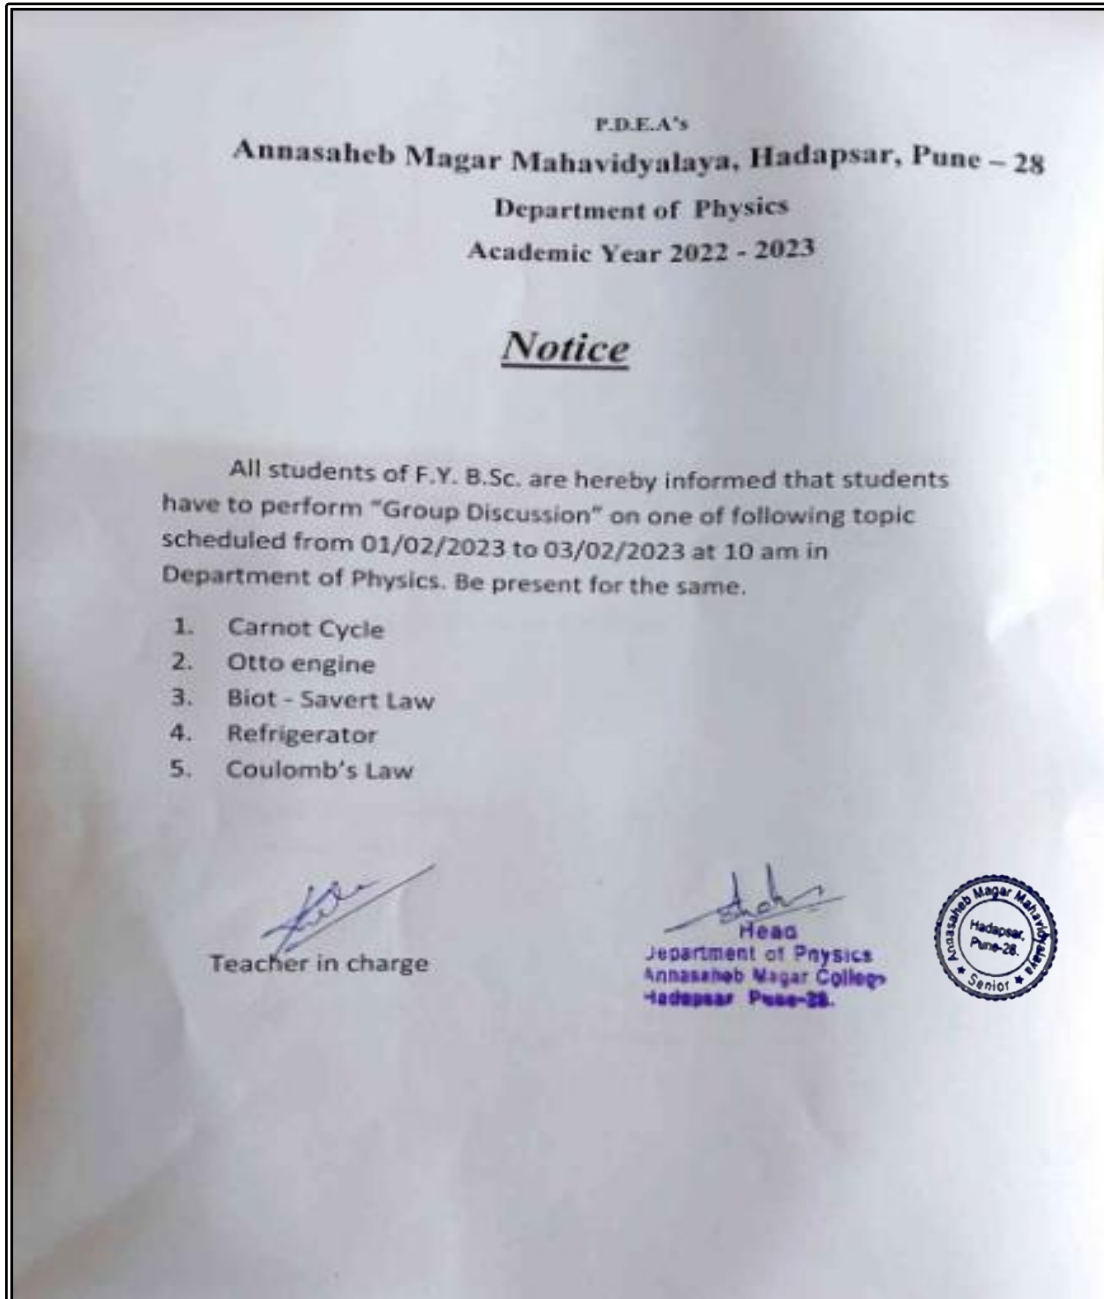 P.D.E.A's
Annasaheb Magar Mahavidyalaya, Hadapsar, Pune – 28
Department of Physics
Academic Year 2022 - 2023
Notice
All students of F.Y. B.Sc. are hereby informed that students
have to perform "Group Discussion" on one of following topic
scheduled from 01/02/2023 to 03/02/2023 at 10 am in
Department of Physics. Be present for the same.
1. Carnot Cycle
2. Otto engine
3. Biot - Savert Law
4. Refrigerator
5. Coulomb's Law
Teacher in charge
Head
Department of Physics
Annasaheb Magar College
Hadapsar Pune-28.
Annasaheb Magar Mahavidyalaya
Hadapsar,
Pune-28.
★ Senior ★